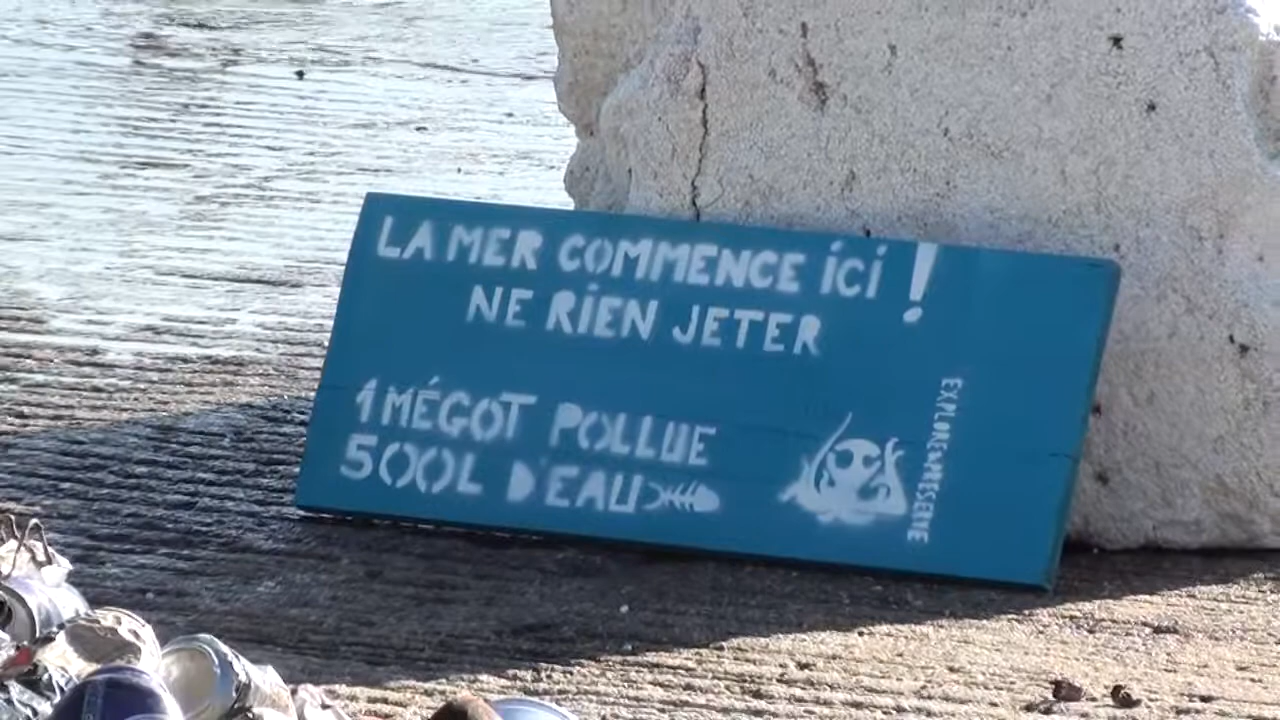 LA MER COMMENCE ICI !
NE RIEN JETER
1 MÉGOT POLLUE
500L D'EAU
EXPLORE & PRESERVE